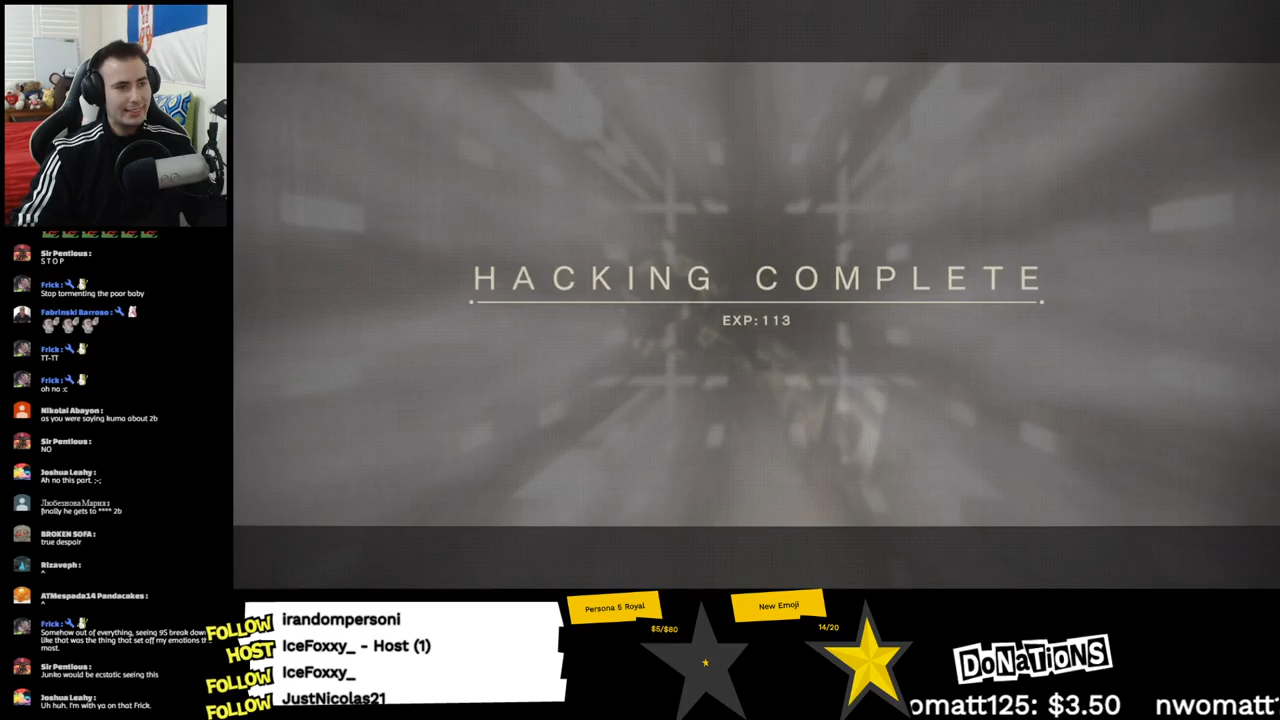 Sir Pentious :
S T O P
Frick :
Stop tormenting the poor baby
Fabrinski Barroso :
Frick :
TT-TT
Frick :
oh no :c
Nikolai Abayon :
as you were saying kuma about 2b
Sir Pentious :
NO
Joshua Leahy :
Ah no this part. ;-;
Любезнова Мария :
finally he gets to **** 2b
BROKEN SOFA :
true despair
Rizaveph :
^
ATMespada14 Pandacakes :
^
Frick :
Somehow out of everything, seeing 9S break down
like that was the thing that set off my emotions the
most.
Sir Pentious :
Junko would be ecstatic seeing this
Joshua Leahy :
Uh huh. I'm with ya on that Frick.
HACKING COMPLETE
EXP:113
FOLLOW irandompersoni
HOST IceFoxxy_ - Host (1)
FOLLOW IceFoxxy_
FOLLOW JustNicolas21
Persona 5 Royal
$5/$80
New Emoji
14/20
DONATIONS
omatt125: $3.50 nwomatt